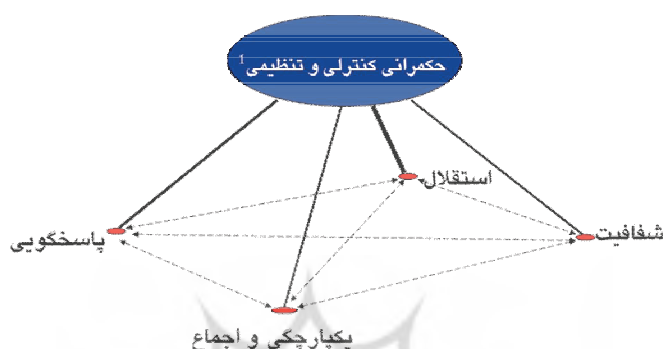 حکمرانی کنترلی و تنظیمی1
استقلال
شفافیت
پاسخگویی
یکپارچگی و اجماع